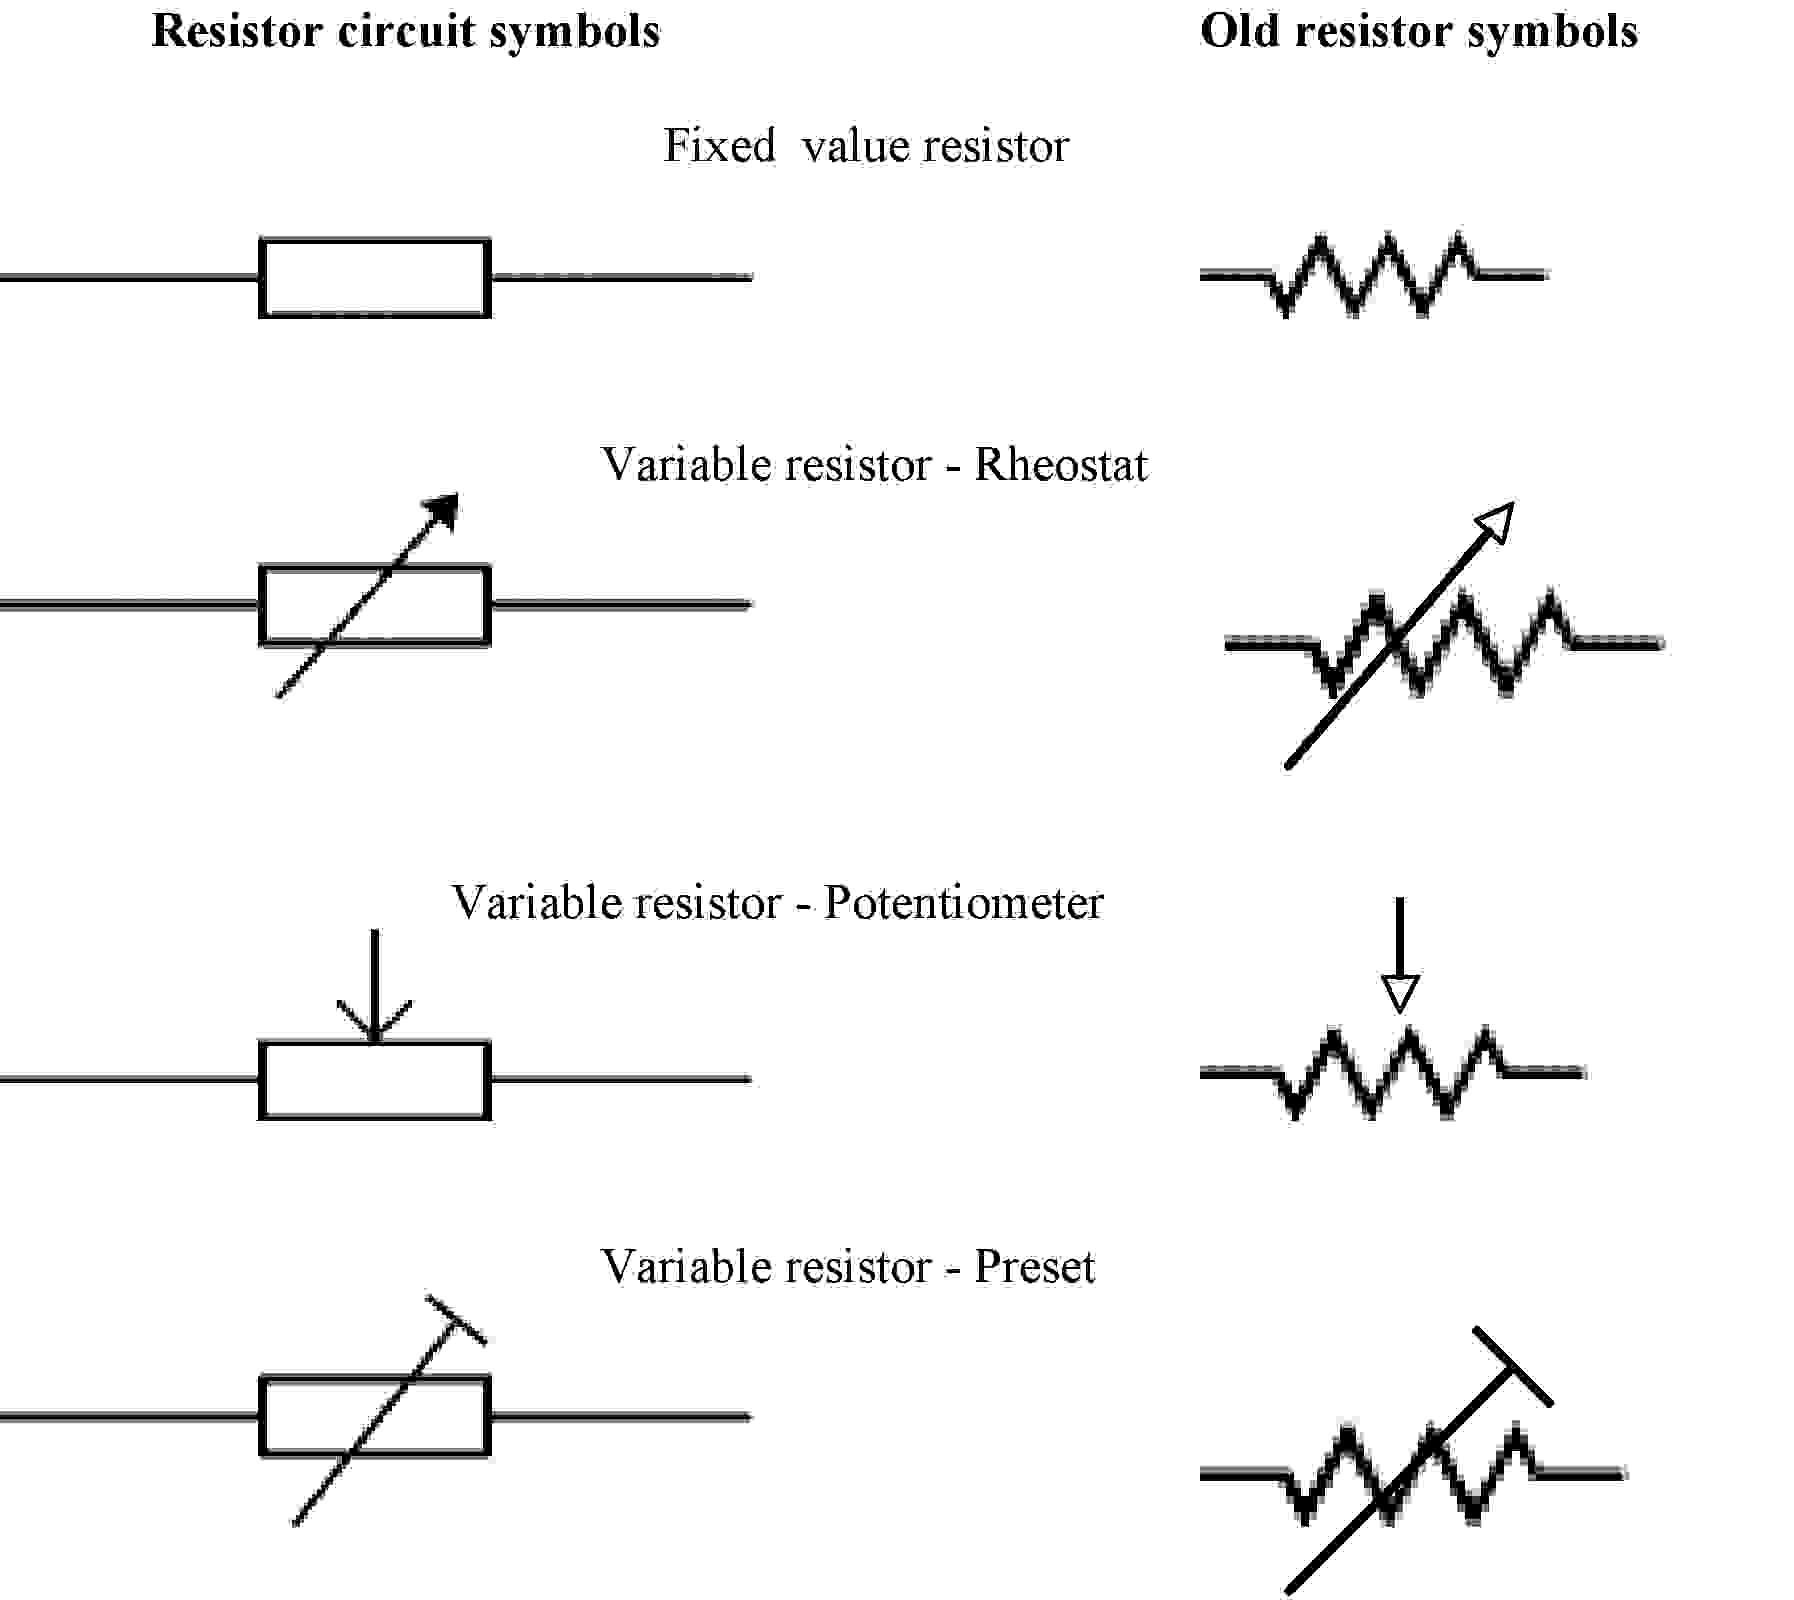 Resistor circuit symbols
Old resistor symbols
Fixed value resistor
Variable resistor - Rheostat
Variable resistor - Potentiometer
Variable resistor - Preset